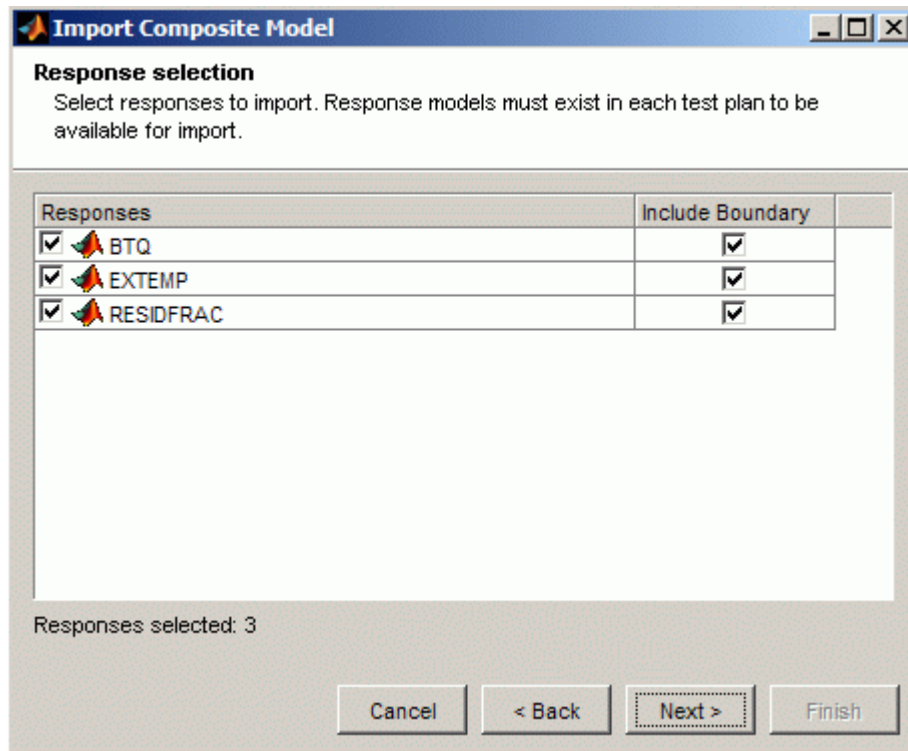 Import Composite Model
Response selection
Select responses to import. Response models must exist in each test plan to be
available for import.
Responses Include Boundary
BTQ
EXTEMP
RESIDFRAC
Responses selected: 3
Cancel < Back Next > Finish